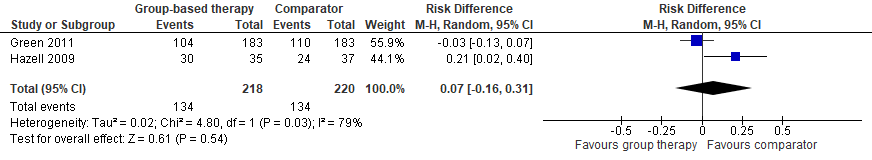 Group-based therapy Comparator Risk Difference Risk Difference
Study or Subgroup Events Total Events Total Weight M-H, Random, 95% CI M-H, Random, 95% CI
Green 2011 104 183 110 183 55.9% -0.03 [-0.13, 0.07]
Hazell 2009 30 35 24 37 44.1% 0.21 [0.02, 0.40]
Total (95% CI) 218 220 100.0% 0.07 [-0.16, 0.31]
Total events 134 134
Heterogeneity: Tau² = 0.02; Chi² = 4.80, df = 1 (P = 0.03); I² = 79%
Test for overall effect: Z = 0.61 (P = 0.54)
-0.5 -0.25 0 0.25 0.5
Favours group therapy Favours comparator